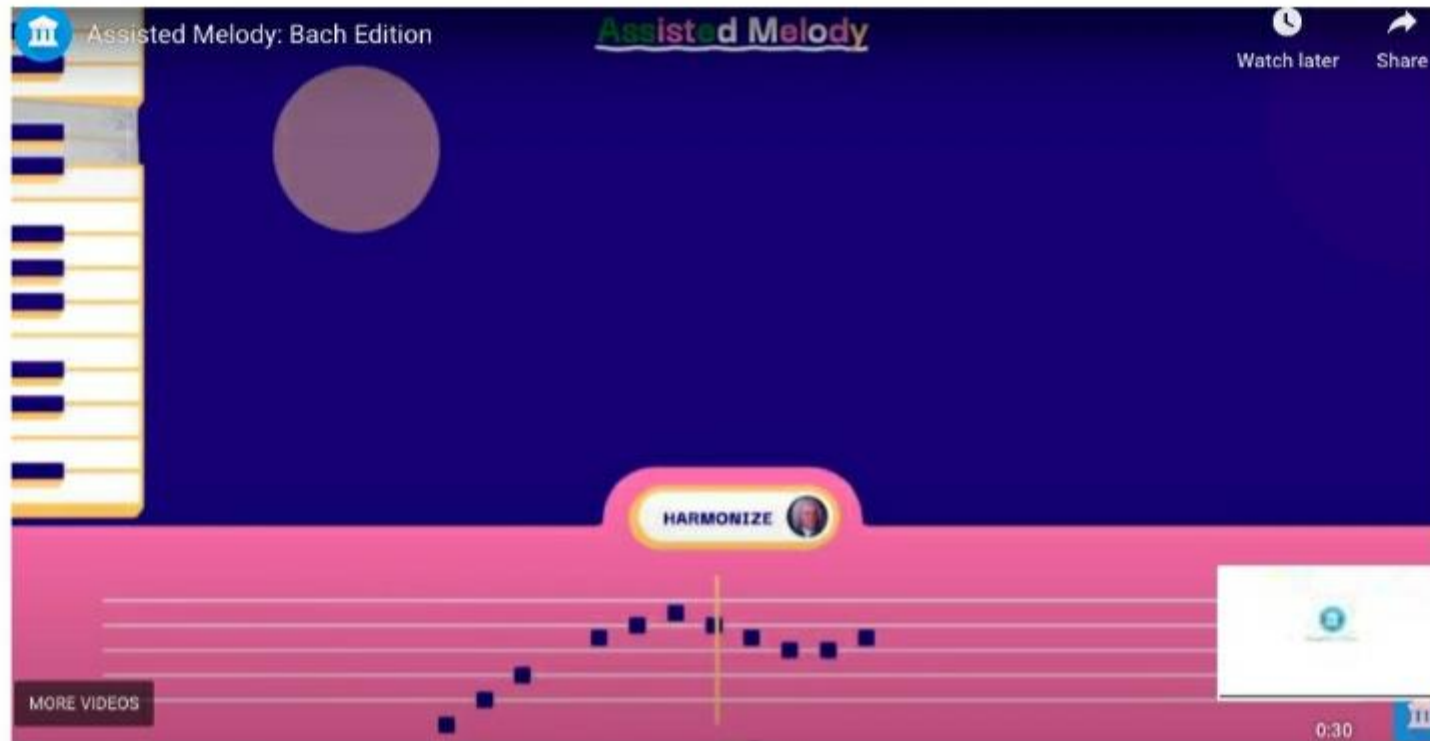 Assisted Melody: Bach Edition
Assisted Melody
Watch later
Share
HARMONIZE
MORE VIDEOS
0:30